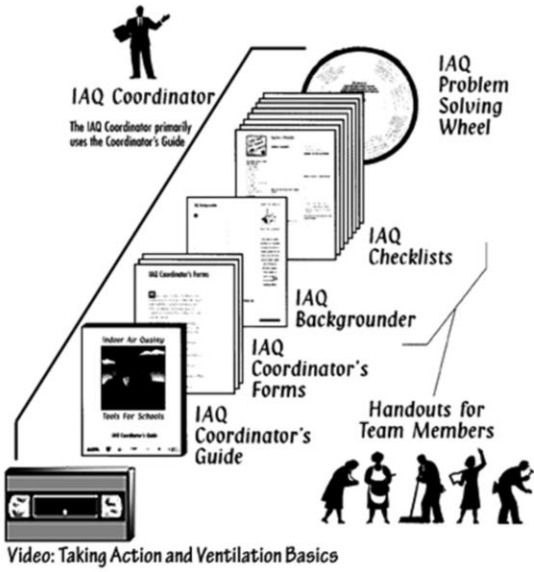 IAQ Coordinator
The IAQ Coordinator primarily
uses the Coordinator's Guide
IAQ
Problem
Solving
Wheel
IAQ
Checklists
IAQ
Backgrounder
IAQ Coordinator's Forms
IAQ
Coordinator's
Forms
Indoor Air Quality
Tools For Schools
IAQ Coordinator's Guide
IAQ
Coordinator's
Guide
Handouts for
Team Members
Video: Taking Action and Ventilation Basics